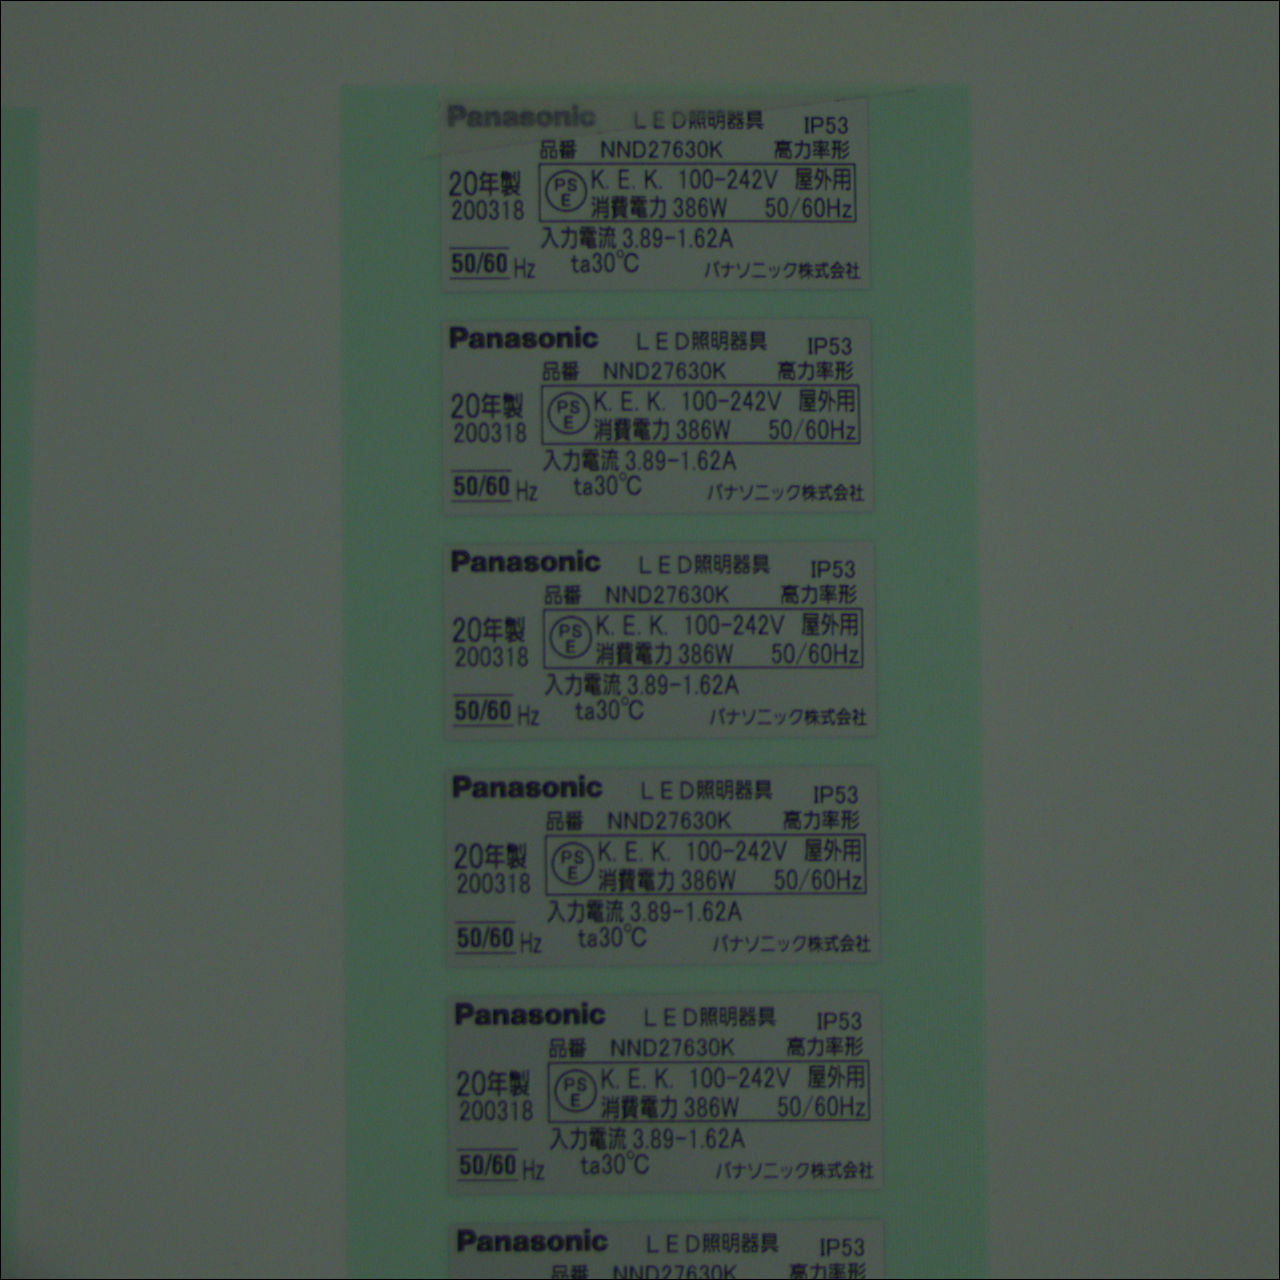 Panasonic LED照明器具 IP53
品番 NND27630K 高力率形
20年製 PS E K. E. K. 100-242V 屋外用
200318 消費電力 386W 50/60Hz
入力電流 3.89-1.62A
50/60 Hz ta30℃ パナソニック株式会社
Panasonic LED照明器具 IP53
品番 NND27630K 高力率形
20年製 PS E K. E. K. 100-242V 屋外用
200318 消費電力 386W 50/60Hz
入力電流 3.89-1.62A
50/60 Hz ta30℃ パナソニック株式会社
Panasonic LED照明器具 IP53
品番 NND27630K 高力率形
20年製 PS E K. E. K. 100-242V 屋外用
200318 消費電力 386W 50/60Hz
入力電流 3.89-1.62A
50/60 Hz ta30℃ パナソニック株式会社
Panasonic LED照明器具 IP53
品番 NND27630K 高力率形
20年製 PS E K. E. K. 100-242V 屋外用
200318 消費電力 386W 50/60Hz
入力電流 3.89-1.62A
50/60 Hz ta30℃ パナソニック株式会社
Panasonic LED照明器具 IP53
品番 NND27630K 高力率形
20年製 PS E K. E. K. 100-242V 屋外用
200318 消費電力 386W 50/60Hz
入力電流 3.89-1.62A
50/60 Hz ta30℃ パナソニック株式会社
Panasonic LED照明器具 IP53
品番 NND27630K 高力率形